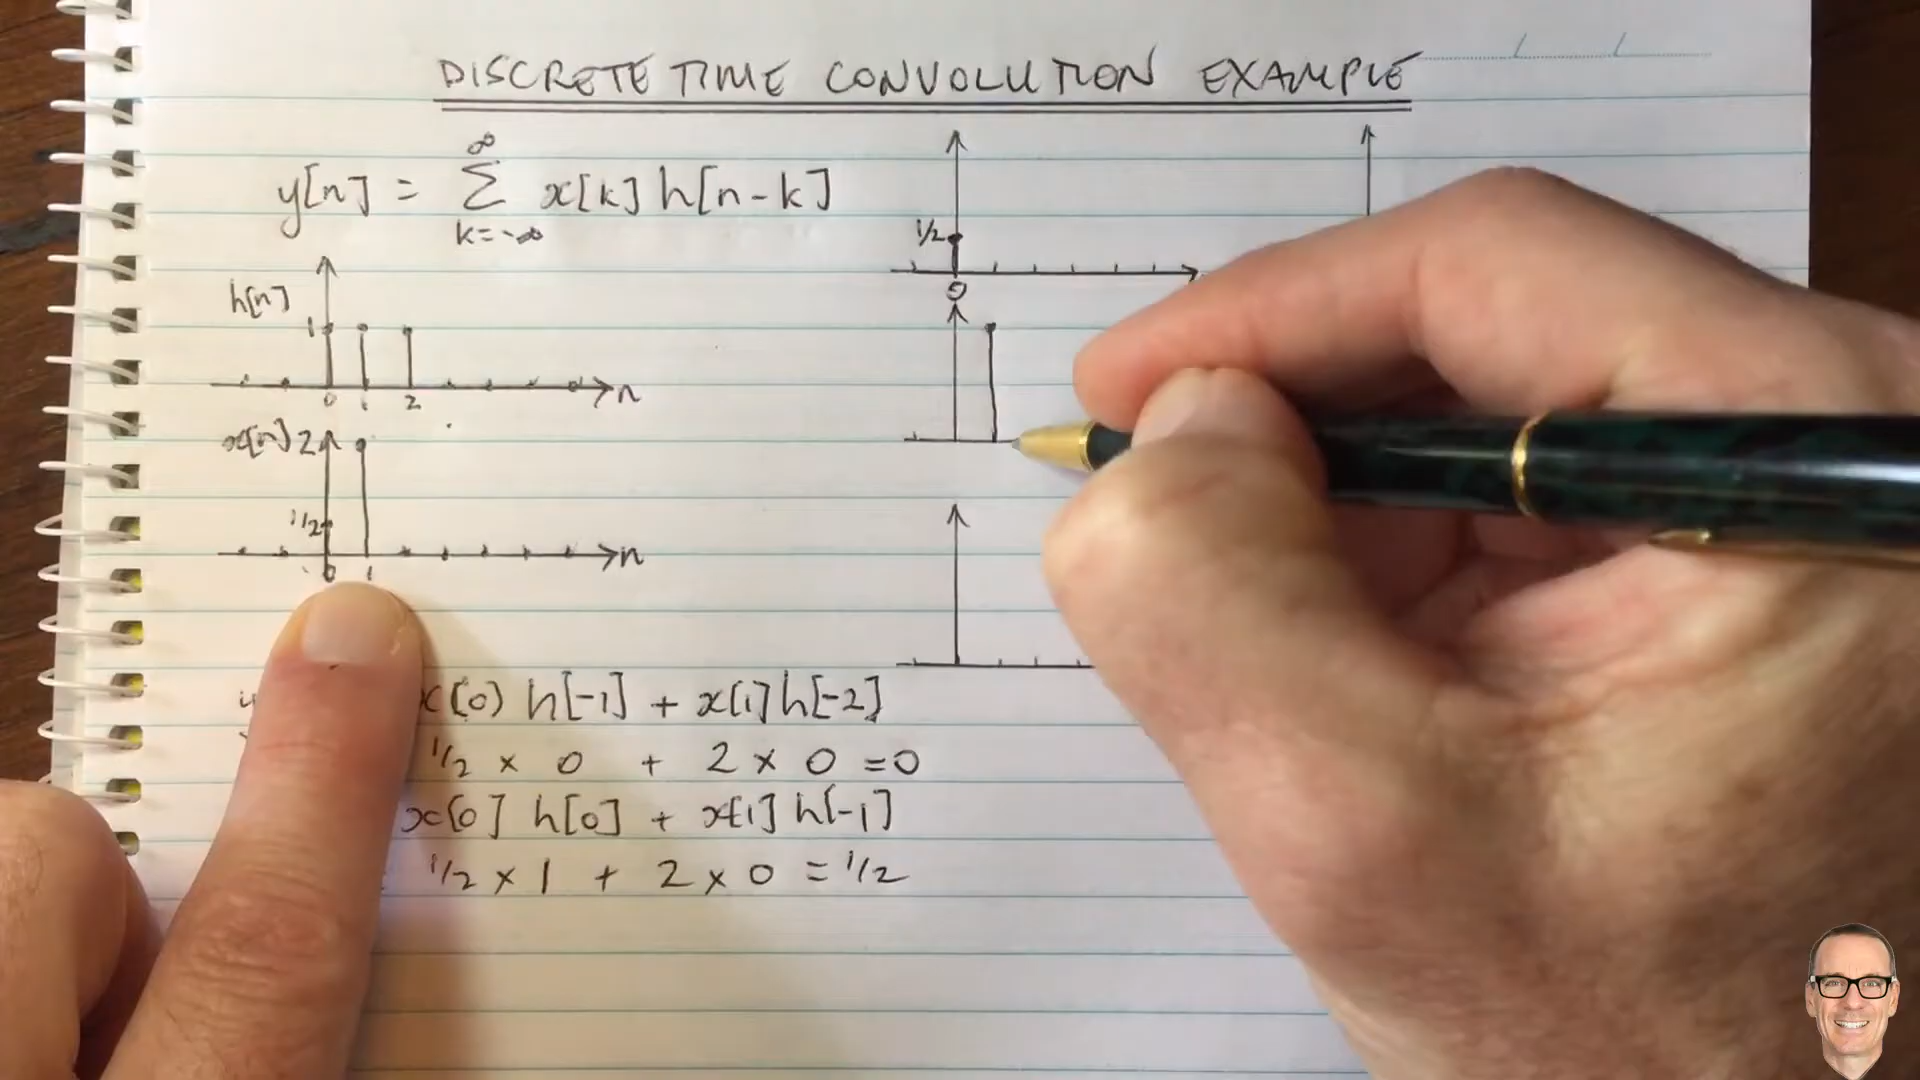 DISCRETE TIME CONVOLUTION EXAMPLE
y[n] = ∞ Σ k=-∞ x[k] h[n-k]
h[n]
1
0 1 2
n
x[n] 2
1/2
0 1
n
1/2
0
x[0] h[-1] + x[1] h[-2]
1/2 × 0 + 2 × 0 = 0
x[0] h[0] + x[1] h[-1]
1/2 × 1 + 2 × 0 = 1/2